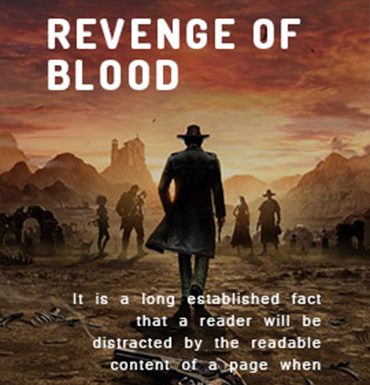 REVENGE OF
BLOOD
It is a long established fact
that a reader will be
distracted by the readable
content of a page when